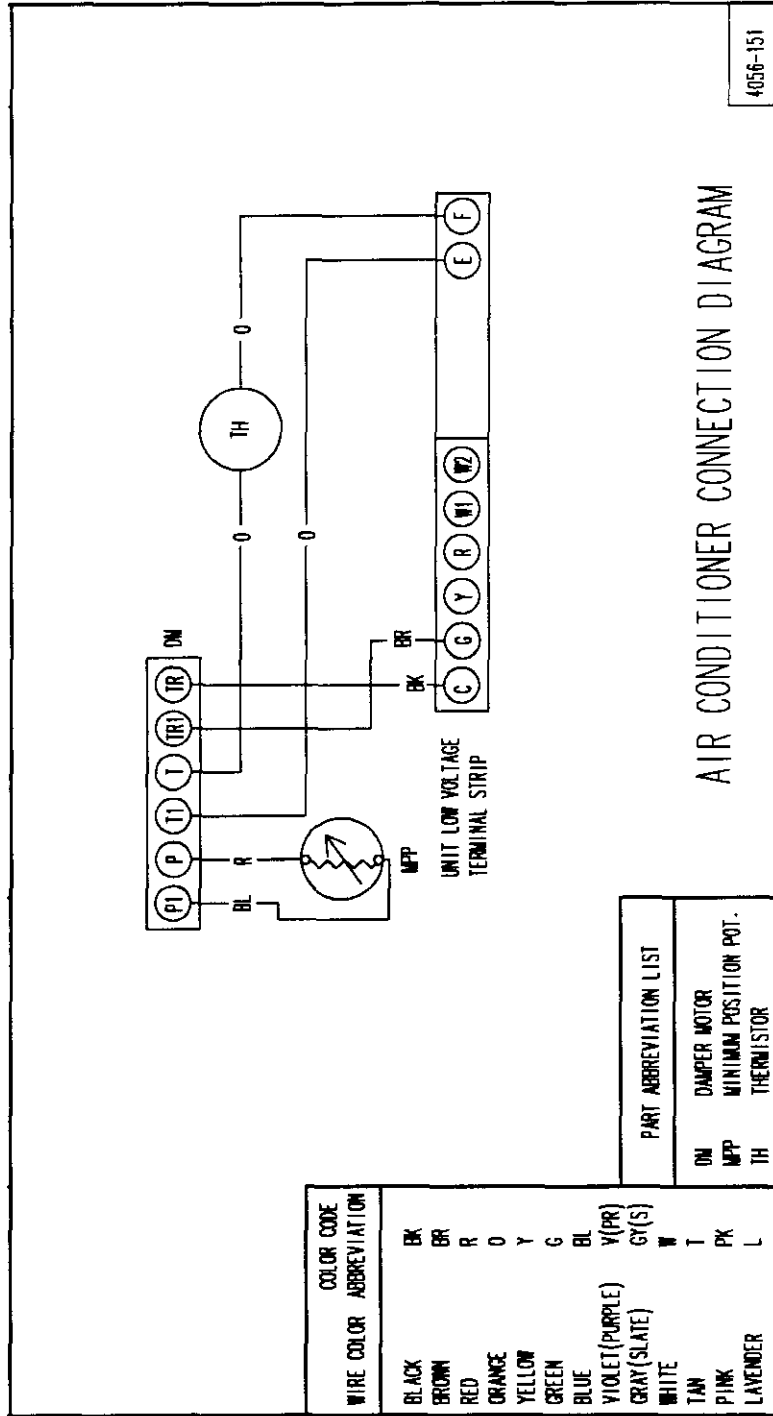 P1 P T1 T TR1 TR DM
BL R
MPP
O TH O
O
BK BR
UNIT LOW VOLTAGE
TERMINAL STRIP
C G Y R W1 W2 E F
AIR CONDITIONER CONNECTION DIAGRAM
COLOR CODE
WIRE COLOR ABBREVIATION
BLACK BK
BROWN BR
RED R
ORANGE O
YELLOW Y
GREEN G
BLUE BL
VIOLET(PURPLE) V(PR)
GRAY(SLATE) GY(S)
WHITE W
TAN T
PINK PK
LAVENDER L
PART ABBREVIATION LIST
DM DAMPER MOTOR
MPP MINIMUM POSITION POT.
TH THERMISTOR
4056-151